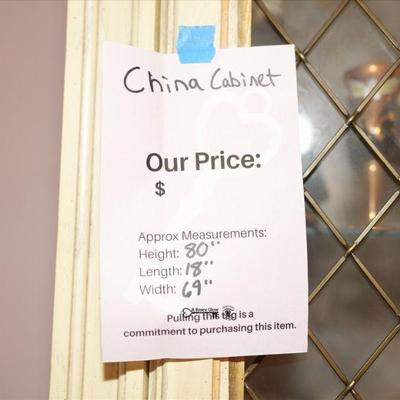 China Cabinet
Our Price:
$
Approx Measurements:
Height: 80"
Length: 18"
Width: 69"
Pulling this tag is a
commitment to purchasing this item.